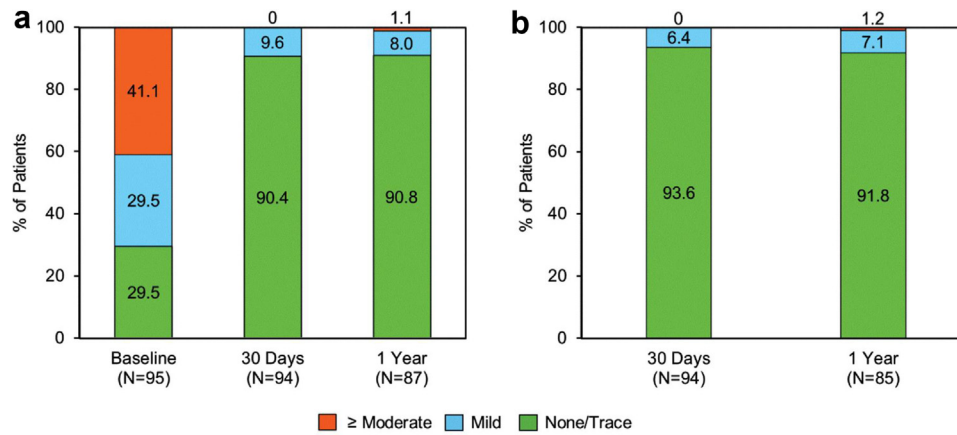 a
% of Patients
100
80
60
40
20
0
0 1.1
41.1 9.6 8.0
29.5 90.4 90.8
29.5
Baseline 30 Days 1 Year
(N=95) (N=94) (N=87)
b
% of Patients
100
80
60
40
20
0
0 1.2
6.4 7.1
93.6 91.8
30 Days 1 Year
(N=94) (N=85)
≥ Moderate Mild None/Trace